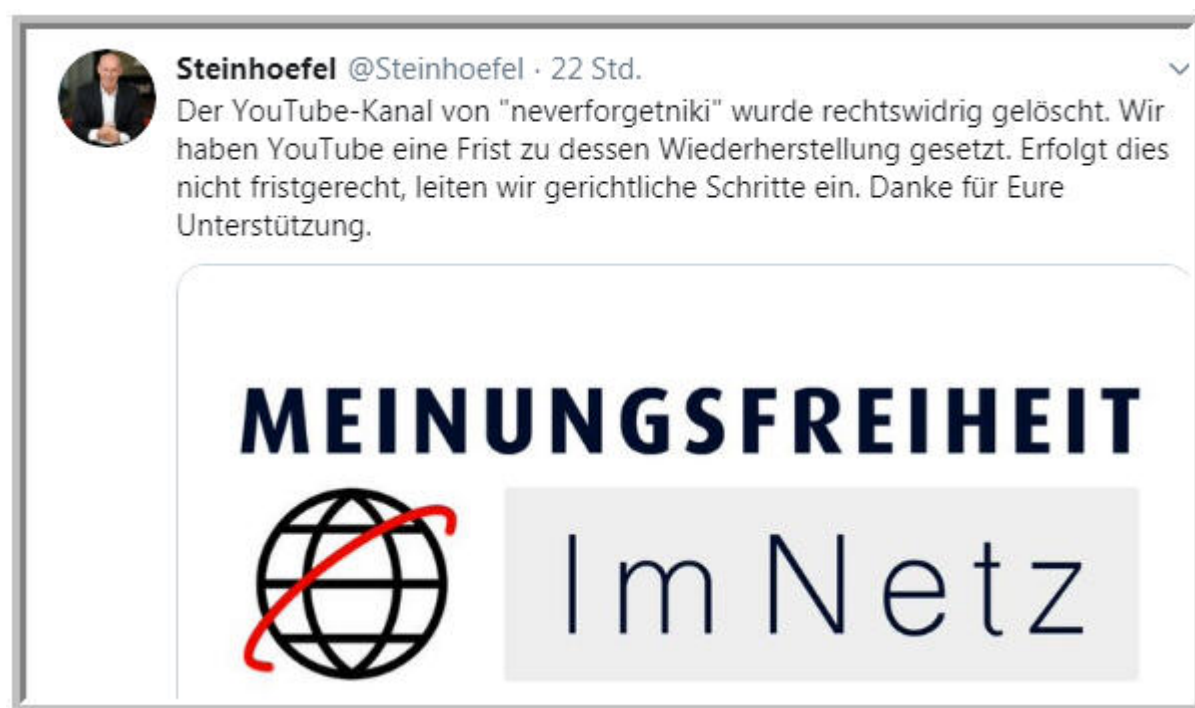 Steinhoefel @Steinhoefel · 22 Std.
Der YouTube-Kanal von "neverforgetniki" wurde rechtswidrig gelöscht. Wir
haben YouTube eine Frist zu dessen Wiederherstellung gesetzt. Erfolgt dies
nicht fristgerecht, leiten wir gerichtliche Schritte ein. Danke für Eure
Unterstützung.
MEINUNGSFREIHEIT
Im Netz